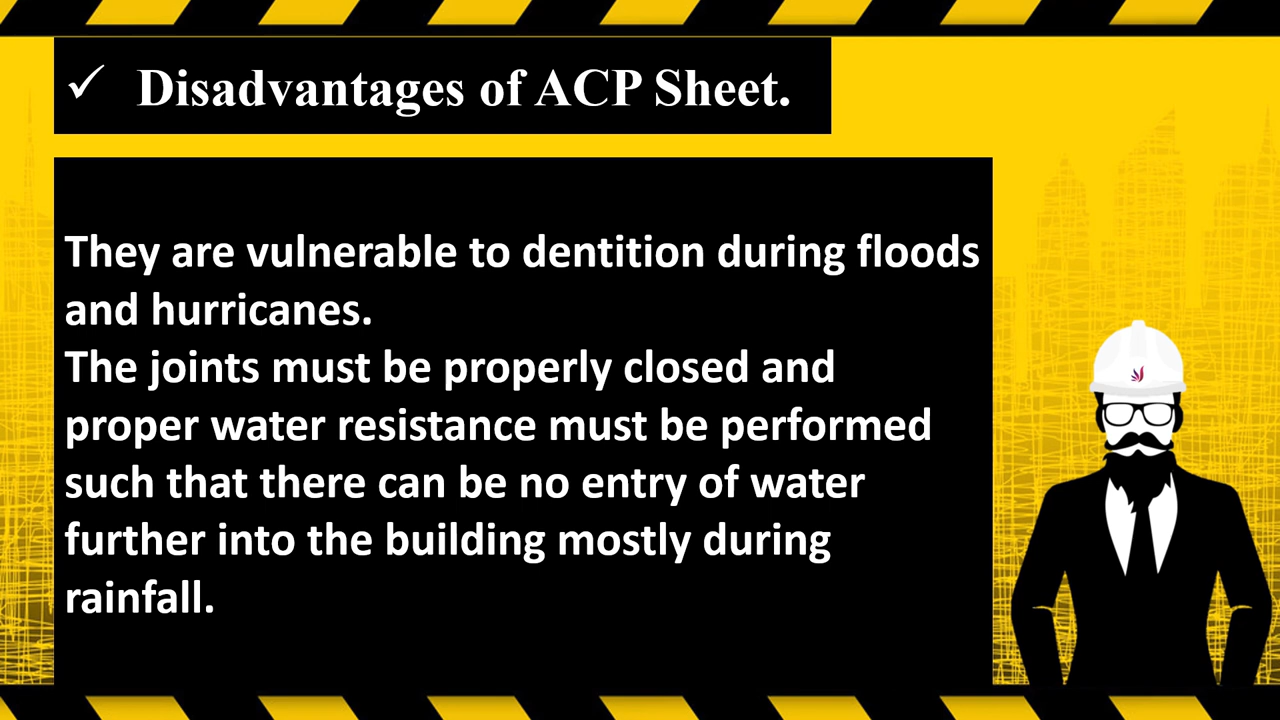 ✓ Disadvantages of ACP Sheet.
They are vulnerable to dentition during floods
and hurricanes.
The joints must be properly closed and
proper water resistance must be performed
such that there can be no entry of water
further into the building mostly during
rainfall.